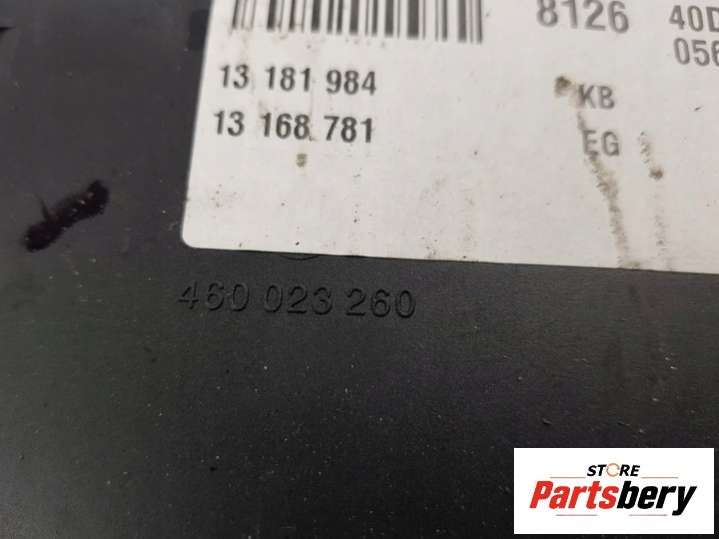 8126 40D
056
13 181 984
13 168 781
KB
EG
460 023 260
STORE
Partsbery